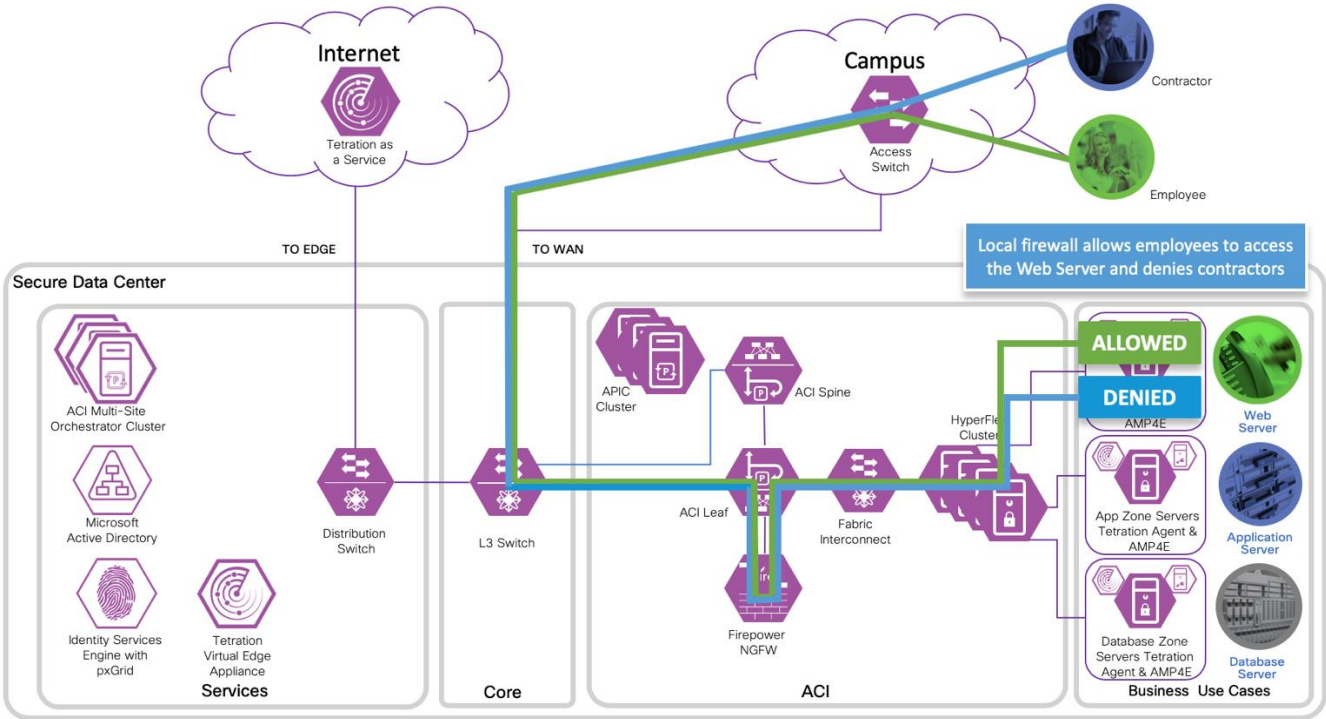 Internet
Tetration as
a Service
Campus
Access
Switch
Contractor
Employee
TO EDGE
TO WAN
Local firewall allows employees to access
the Web Server and denies contractors
Secure Data Center
ACI Multi-Site
Orchestrator Cluster
Microsoft
Active Directory
Identity Services
Engine with
pxGrid
Tetration
Virtual Edge
Appliance
Distribution
Switch
Services
L3 Switch
Core
APIC
Cluster
P
ACI Spine
P
ACI Leaf
P
Fabric
Interconnect
Cluster
Firepower
NGFW
ACI
ALLOWED
DENIED
AMP4E
Web
Server
App Zone Servers
Tetration Agent &
AMP4E
Application
Server
Database Zone
Servers Tetration
Agent & AMP4E
Database
Server
Business Use Cases